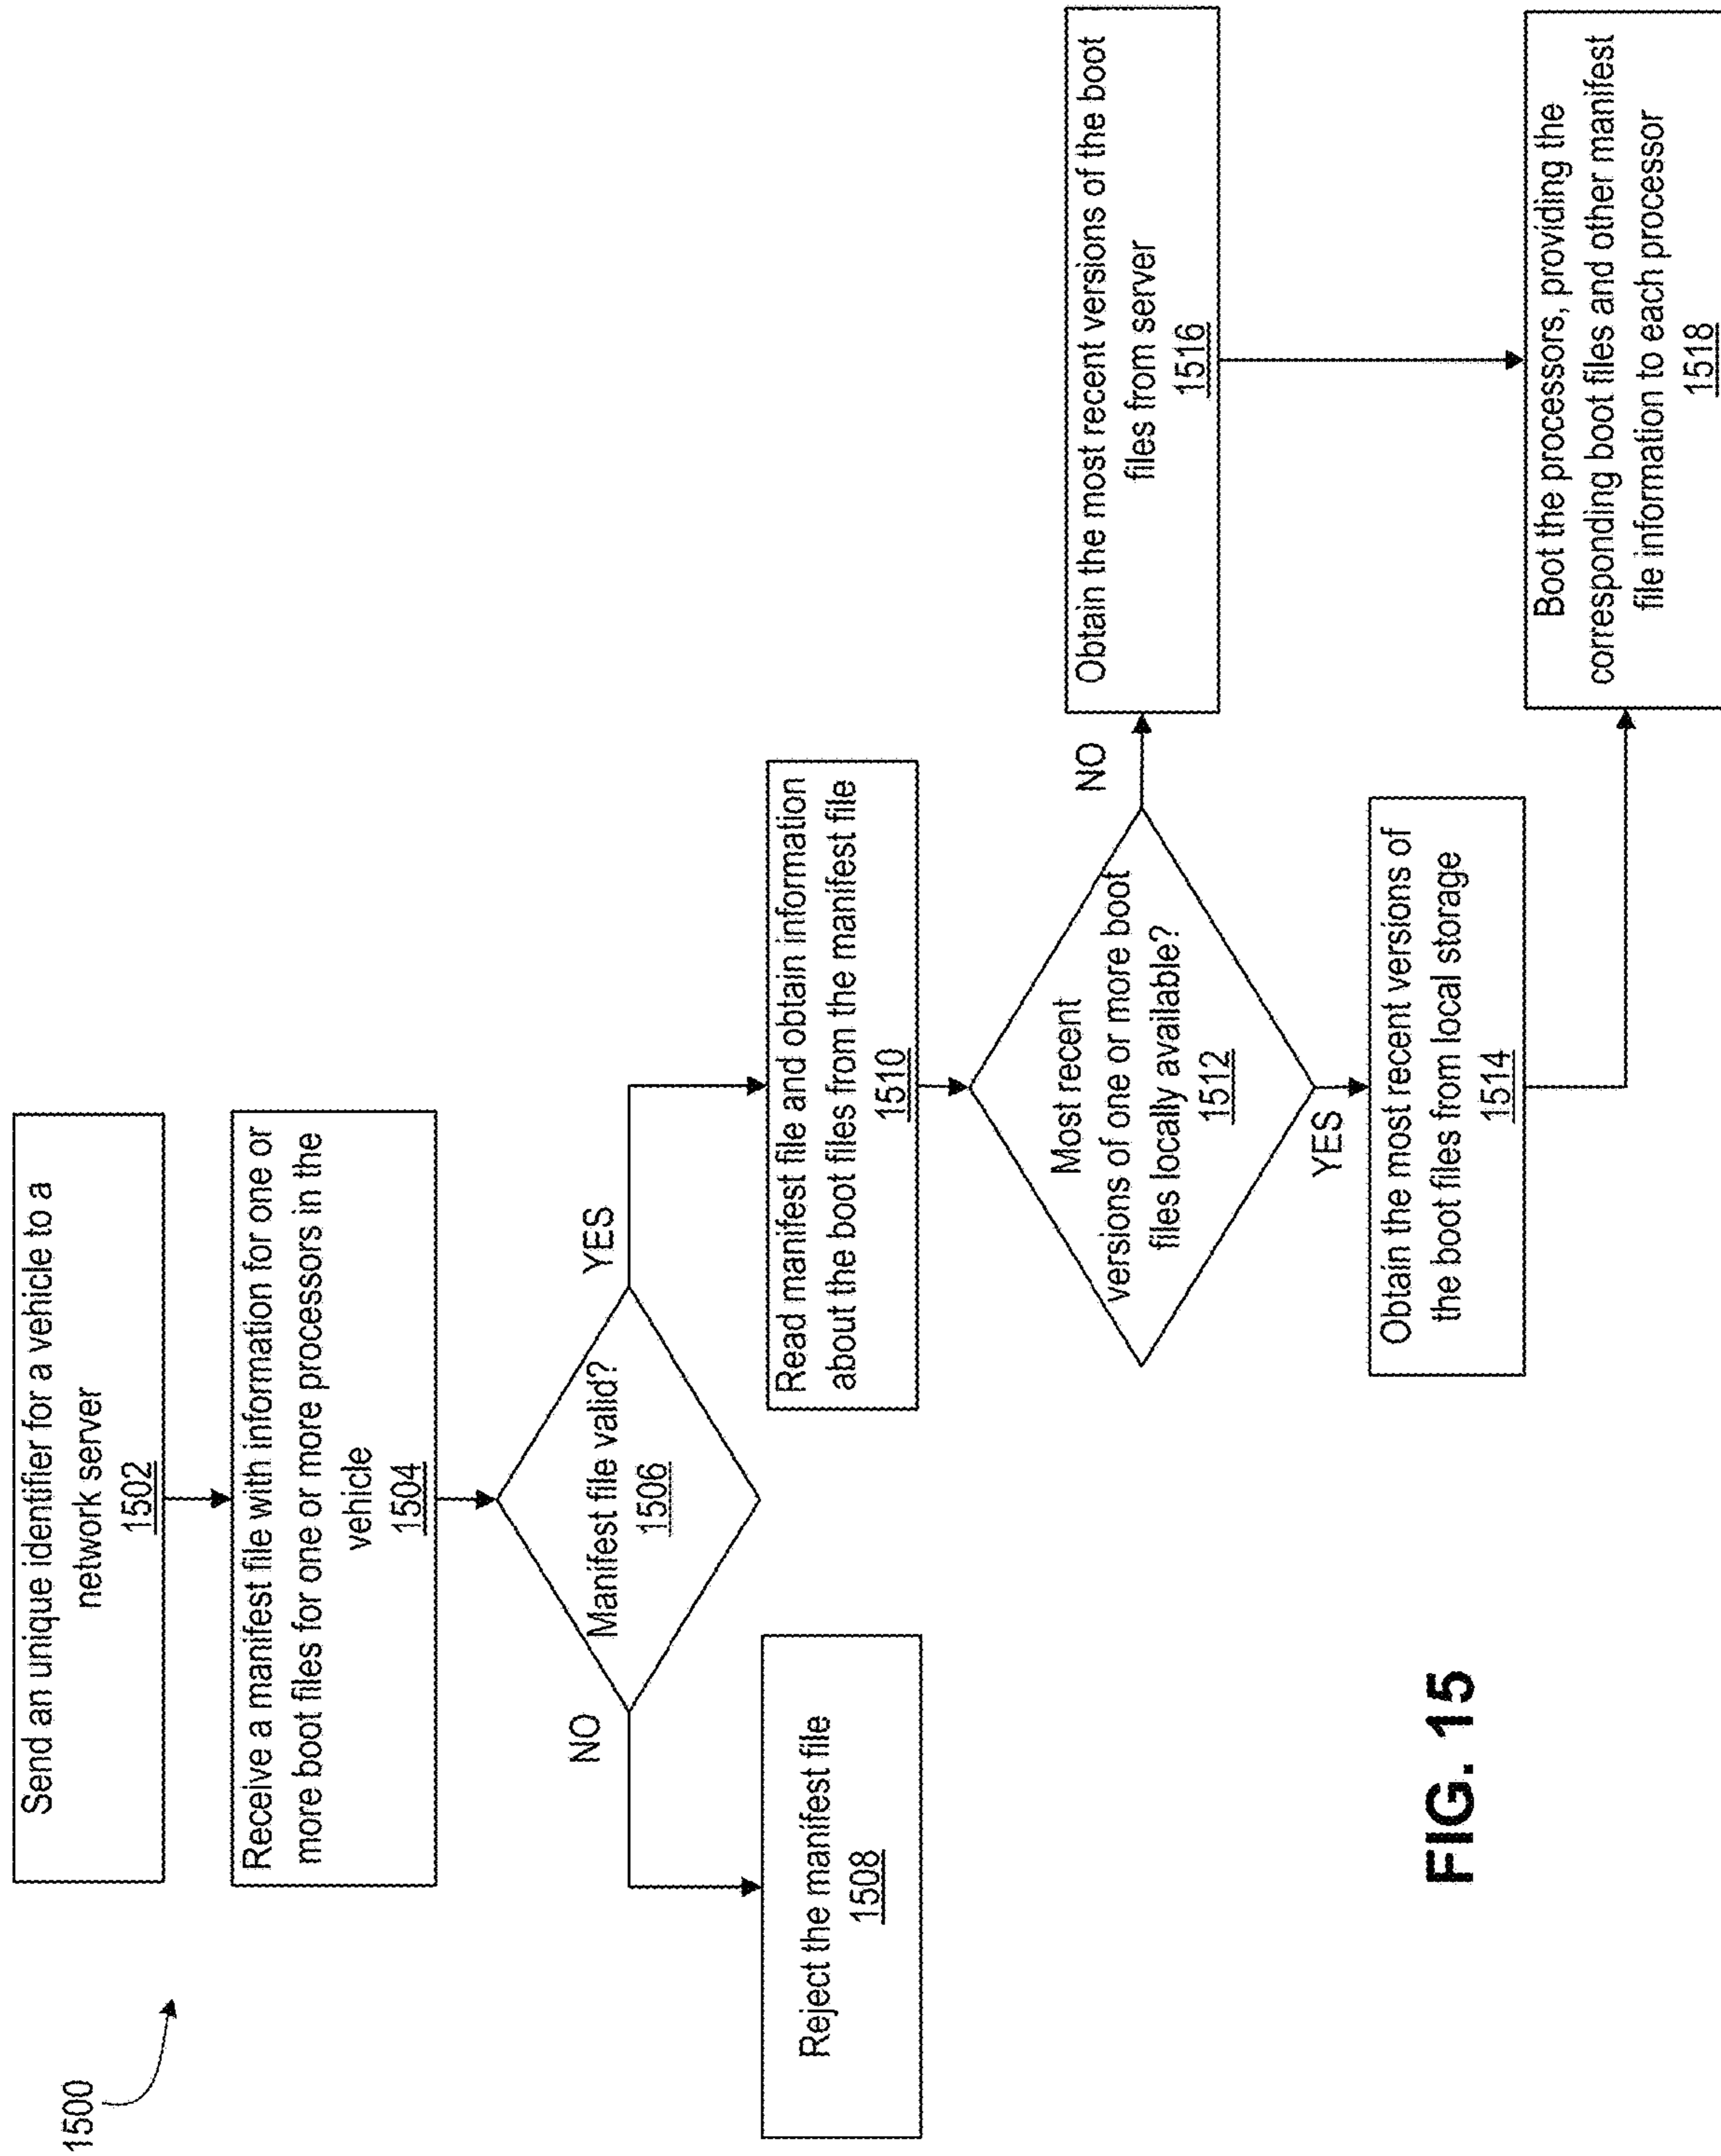 1500
Send an unique identifier for a vehicle to a
network server
1502
Receive a manifest file with information for one or
more boot files for one or more processors in the
vehicle
1504
Manifest file valid?
1506
NO
YES
Reject the manifest file
1508
Read manifest file and obtain information
about the boot files from the manifest file
1510
Most recent
versions of one or more boot
files locally available?
1512
NO
YES
Obtain the most recent versions of
the boot files from local storage
1514
Obtain the most recent versions of the boot
files from server
1516
Boot the processors, providing the
corresponding boot files and other manifest
file information to each processor
1518
FIG. 15